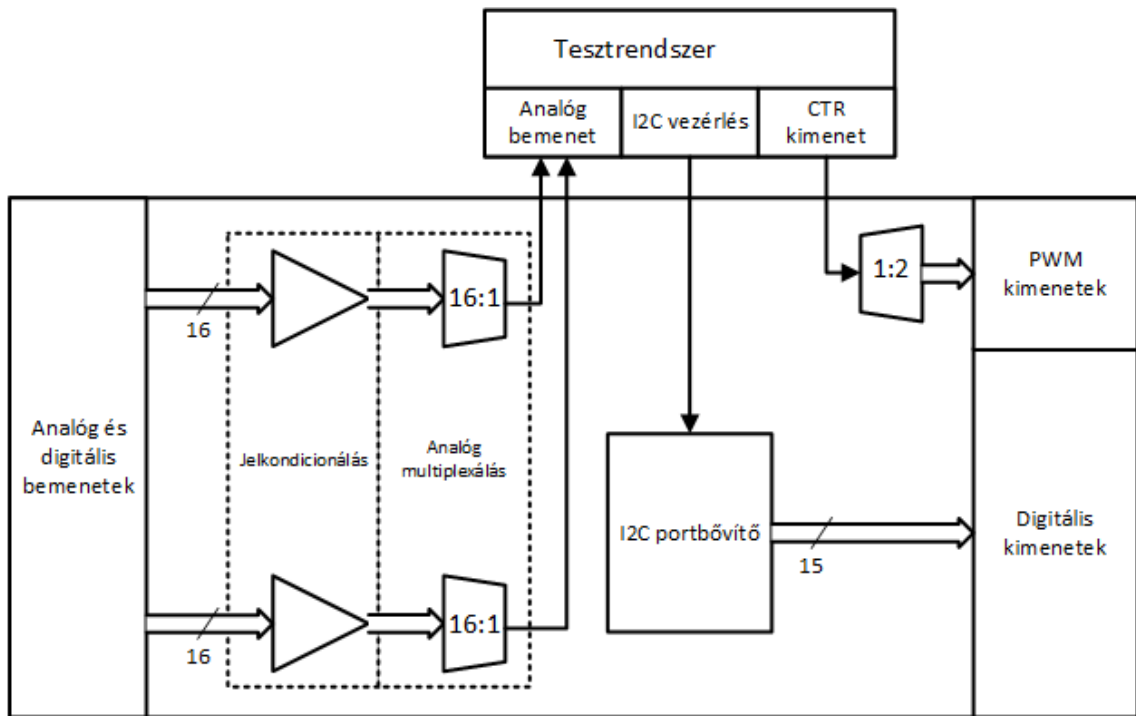 Tesztrendszer
Analóg
bemenet
I2C vezérlés
CTR
kimenet
16
16:1
1:2
PWM
kimenetek
Analóg és
digitális
bemenetek
Jelkondicionálás
Analóg
multiplexálás
I2C portbővítő
15
Digitális
kimenetek
16
16:1